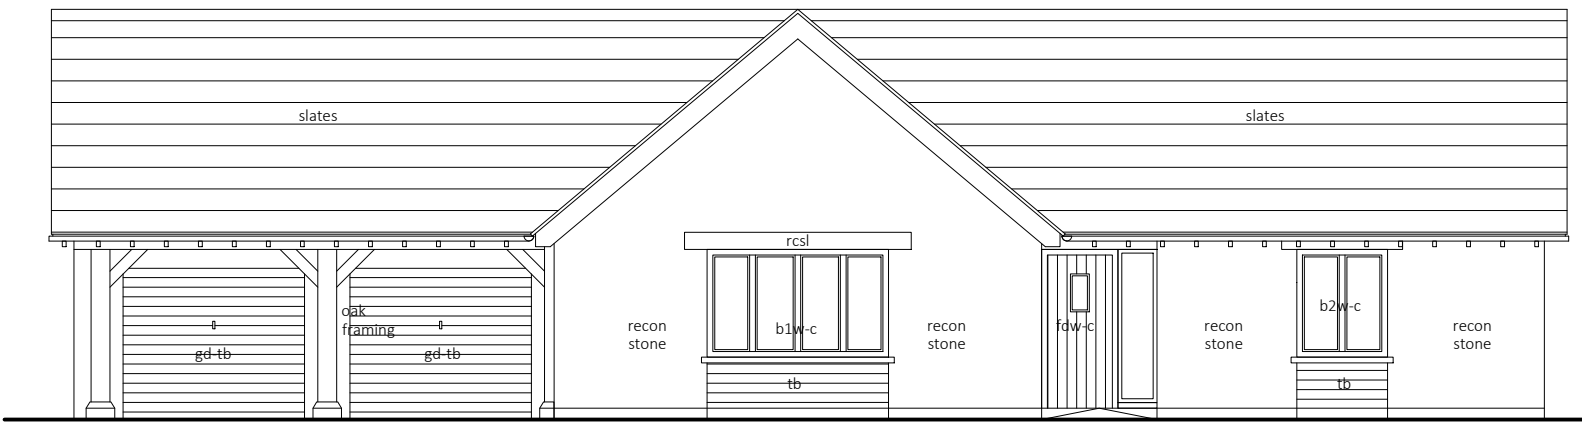 slates
slates
rcsl
oak
framing
gd-tb
gd-tb
recon
stone
b1w-c
recon
stone
fdw-c
recon
stone
b2w-c
recon
stone
tb
tb